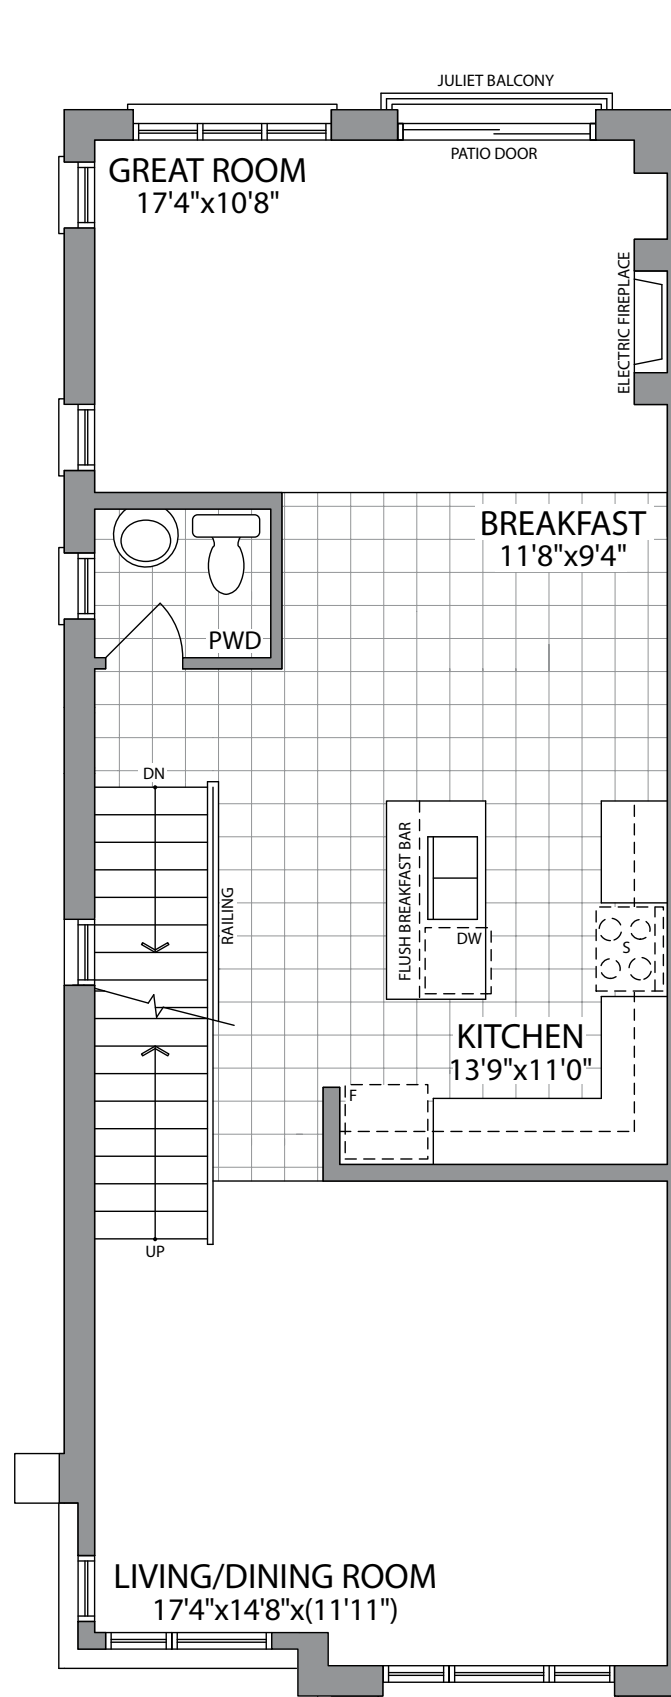 JULIET BALCONY
PATIO DOOR
GREAT ROOM
17'4"x10'8"
ELECTRIC FIREPLACE
BREAKFAST
11'8"x9'4"
PWD
DN
RAILING
FLUSH BREAKFAST BAR
DW
S
KITCHEN
13'9"x11'0"
F
UP
LIVING/DINING ROOM
17'4"x14'8"x(11'11")